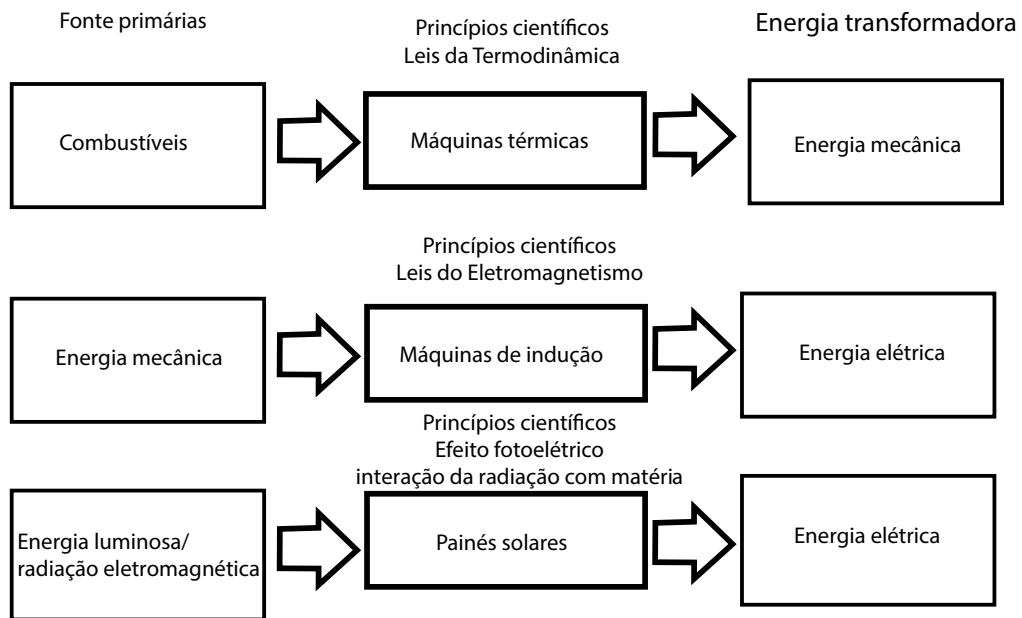 Fonte primárias
Princípios científicos
Leis da Termodinâmica
Energia transformadora
Combustíveis
Máquinas térmicas
Energia mecânica
Princípios científicos
Leis do Eletromagnetismo
Energia mecânica
Máquinas de indução
Energia elétrica
Princípios científicos
Efeito fotoelétrico
interação da radiação com matéria
Energia luminosa/
radiação eletromagnética
Painés solares
Energia elétrica